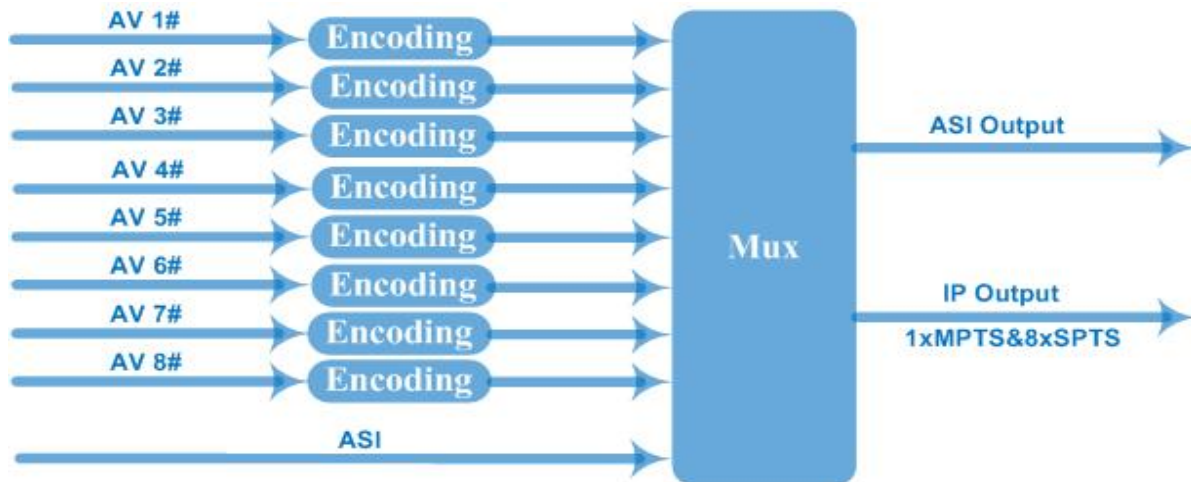 AV 1#
Encoding
AV 2#
Encoding
AV 3#
Encoding
AV 4#
Encoding
AV 5#
Encoding
AV 6#
Encoding
AV 7#
Encoding
AV 8#
Encoding
ASI
Mux
ASI Output
IP Output
1xMPTS&8xSPTS